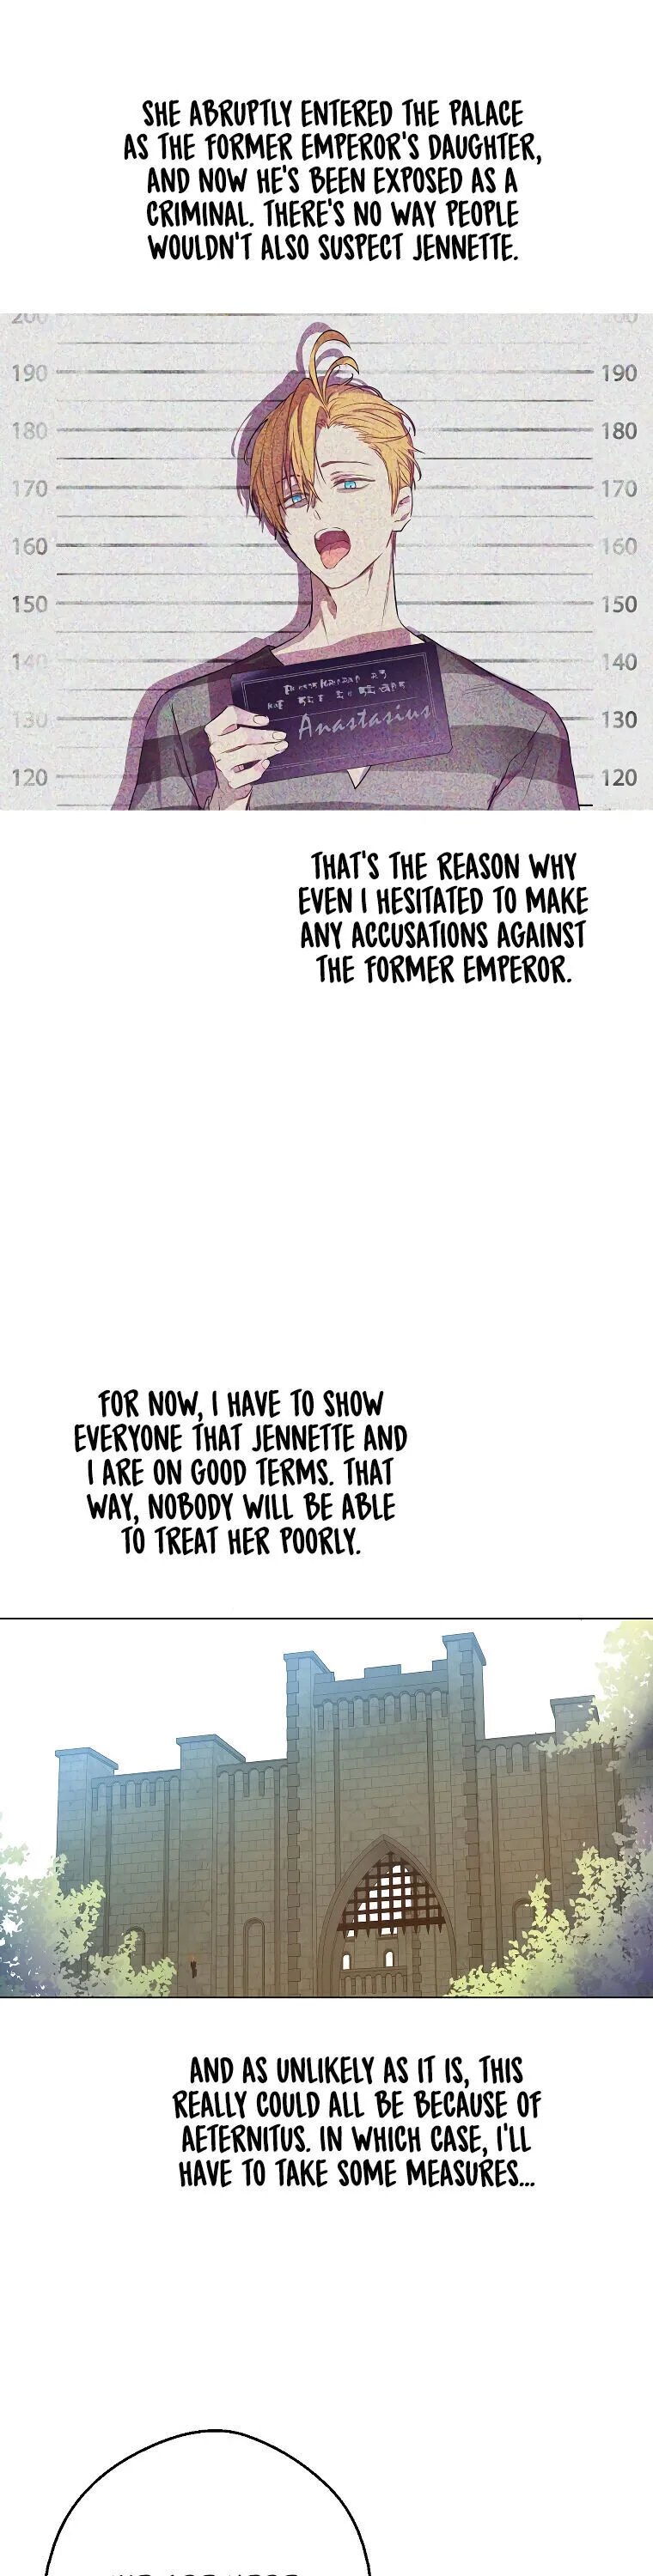 SHE ABRUPTLY ENTERED THE PALACE
AS THE FORMER EMPEROR'S DAUGHTER,
AND NOW HE'S BEEN EXPOSED AS A
CRIMINAL. THERE'S NO WAY PEOPLE
WOULDN'T ALSO SUSPECT JENNETTE.
200
190 190
180 180
170 170
160 160
150 150
140 140
130 130
120 120
Anastasius
THAT'S THE REASON WHY
EVEN I HESITATED TO MAKE
ANY ACCUSATIONS AGAINST
THE FORMER EMPEROR.
FOR NOW, I HAVE TO SHOW
EVERYONE THAT JENNETTE AND
I ARE ON GOOD TERMS. THAT
WAY, NOBODY WILL BE ABLE
TO TREAT HER POORLY.
AND AS UNLIKELY AS IT IS, THIS
REALLY COULD ALL BE BECAUSE OF
AETERNITUS. IN WHICH CASE, I'LL
HAVE TO TAKE SOME MEASURES...